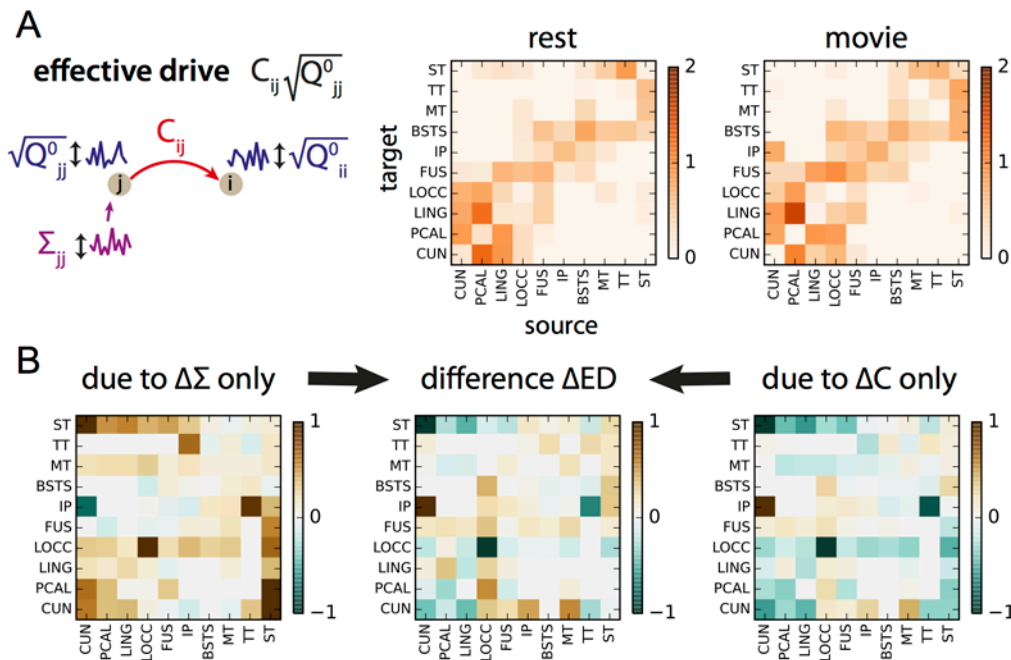 A
effective drive C_ij √Q⁰_jj
√Q⁰_jj
C_ij
√Q⁰_ii
j
i
Σ_jj
rest
target
ST
TT
MT
BSTS
IP
FUS
LOCC
LING
PCAL
CUN
CUN
PCAL
LING
LOCC
FUS
IP
BSTS
MT
TT
ST
2
1
0
source
movie
ST
TT
MT
BSTS
IP
FUS
LOCC
LING
PCAL
CUN
CUN
PCAL
LING
LOCC
FUS
IP
BSTS
MT
TT
ST
2
1
0
B
due to ΔΣ only
ST
TT
MT
BSTS
IP
FUS
LOCC
LING
PCAL
CUN
CUN
PCAL
LING
LOCC
FUS
IP
BSTS
MT
TT
ST
1
0
−1
difference ΔED
ST
TT
MT
BSTS
IP
FUS
LOCC
LING
PCAL
CUN
CUN
PCAL
LING
LOCC
FUS
IP
BSTS
MT
TT
ST
1
0
−1
due to ΔC only
ST
TT
MT
BSTS
IP
FUS
LOCC
LING
PCAL
CUN
CUN
PCAL
LING
LOCC
FUS
IP
BSTS
MT
TT
ST
1
0
−1